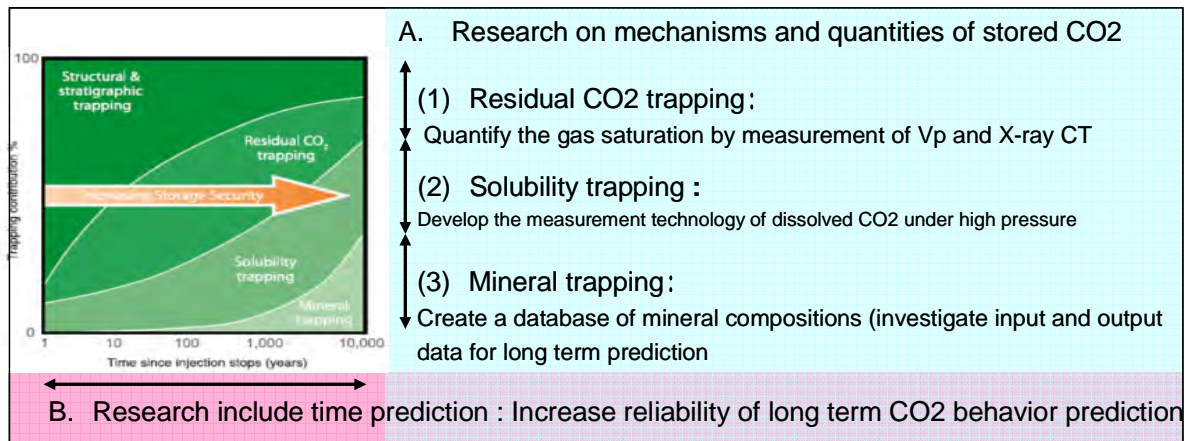 A. Research on mechanisms and quantities of stored CO2
100
Structural &
stratigraphic
trapping
Residual CO₂
trapping
Increasing Storage Security
Solubility
trapping
Mineral
trapping
Trapping contribution %
0
1 10 100 1,000 10,000
Time since injection stops (years)
(1) Residual CO2 trapping:
Quantify the gas saturation by measurement of Vp and X-ray CT
(2) Solubility trapping :
Develop the measurement technology of dissolved CO2 under high pressure
(3) Mineral trapping:
Create a database of mineral compositions (investigate input and output
data for long term prediction
B. Research include time prediction : Increase reliability of long term CO2 behavior prediction